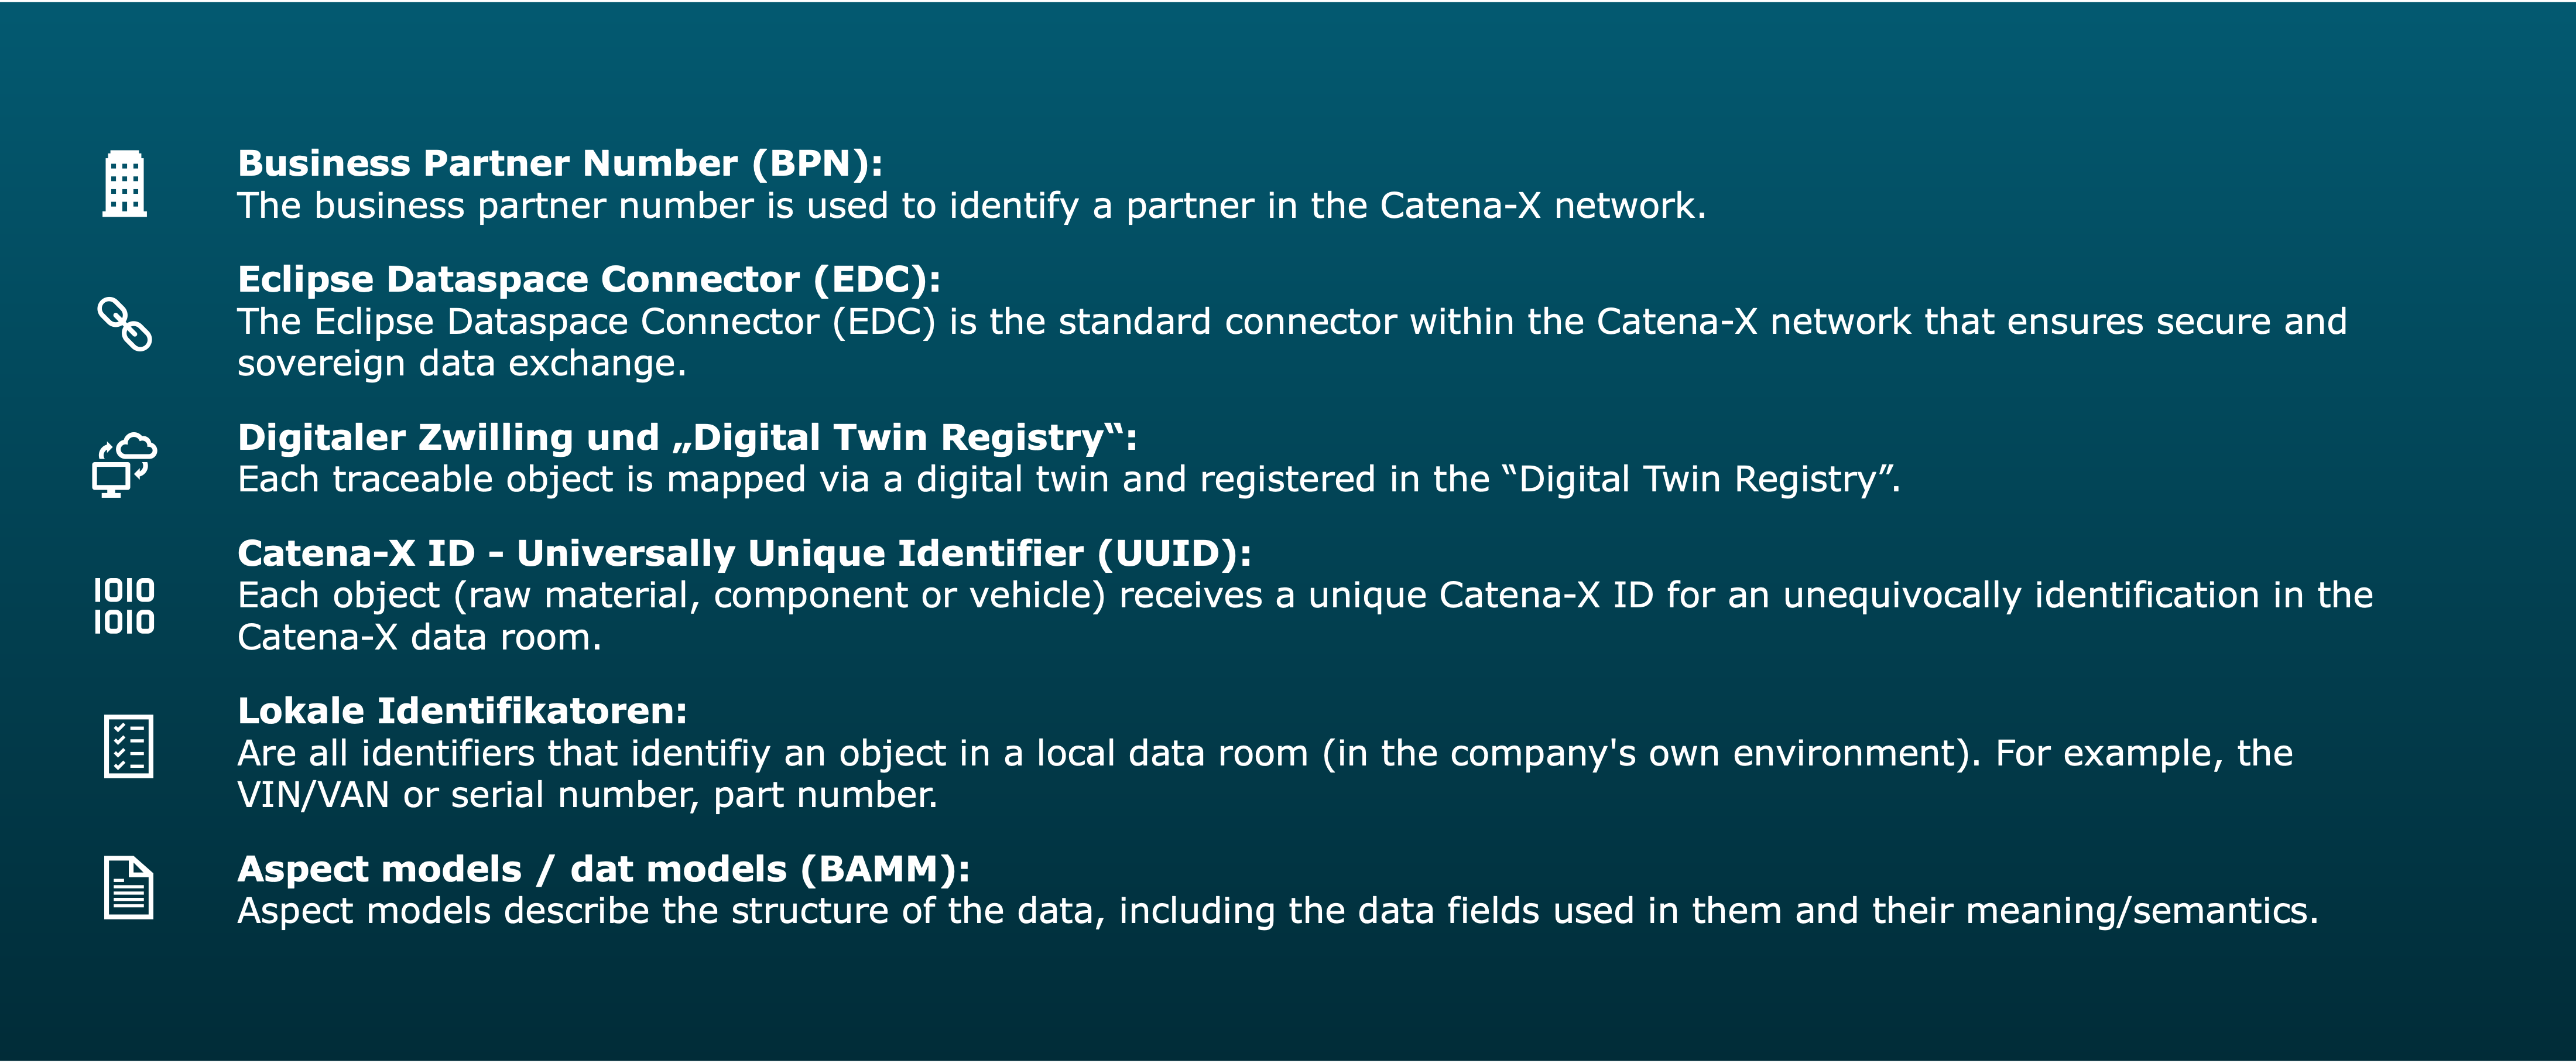 Business Partner Number (BPN):
The business partner number is used to identify a partner in the Catena-X network.
Eclipse Dataspace Connector (EDC):
The Eclipse Dataspace Connector (EDC) is the standard connector within the Catena-X network that ensures secure and
sovereign data exchange.
Digitaler Zwilling und „Digital Twin Registry“:
Each traceable object is mapped via a digital twin and registered in the “Digital Twin Registry”.
Catena-X ID - Universally Unique Identifier (UUID):
Each object (raw material, component or vehicle) receives a unique Catena-X ID for an unequivocally identification in the
Catena-X data room.
1010
1010
Lokale Identifikatoren:
Are all identifiers that identifiy an object in a local data room (in the company's own environment). For example, the
VIN/VAN or serial number, part number.
Aspect models / dat models (BAMM):
Aspect models describe the structure of the data, including the data fields used in them and their meaning/semantics.